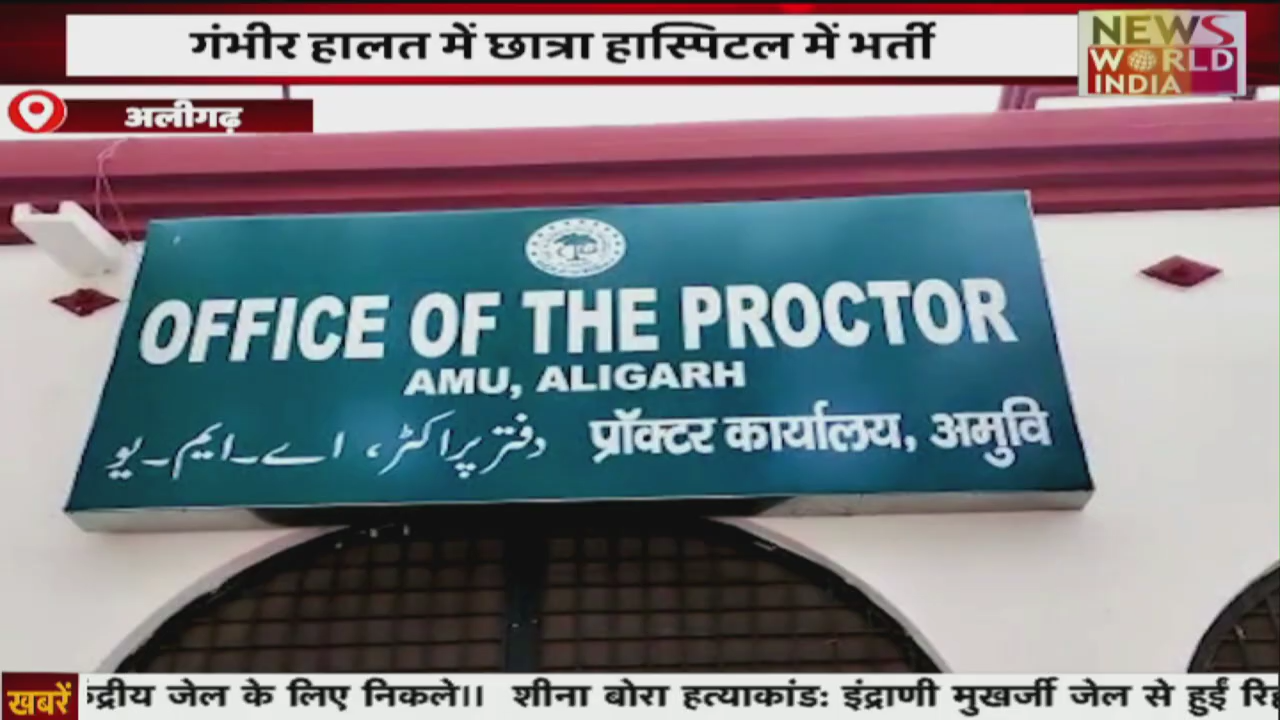 गंभीर हालत में छात्रा हास्पिटल में भर्ती
NEWS
WORLD
INDIA
अलीगढ़
OFFICE OF THE PROCTOR
AMU, ALIGARH
دفتر پراکٹر، اے۔ایم۔یو
प्रॉक्टर कार्यालय, अमुवि
खबरें
जेल के लिए निकले।। शीना बोरा हत्याकांड: इंद्राणी मुखर्जी जेल से हुईं